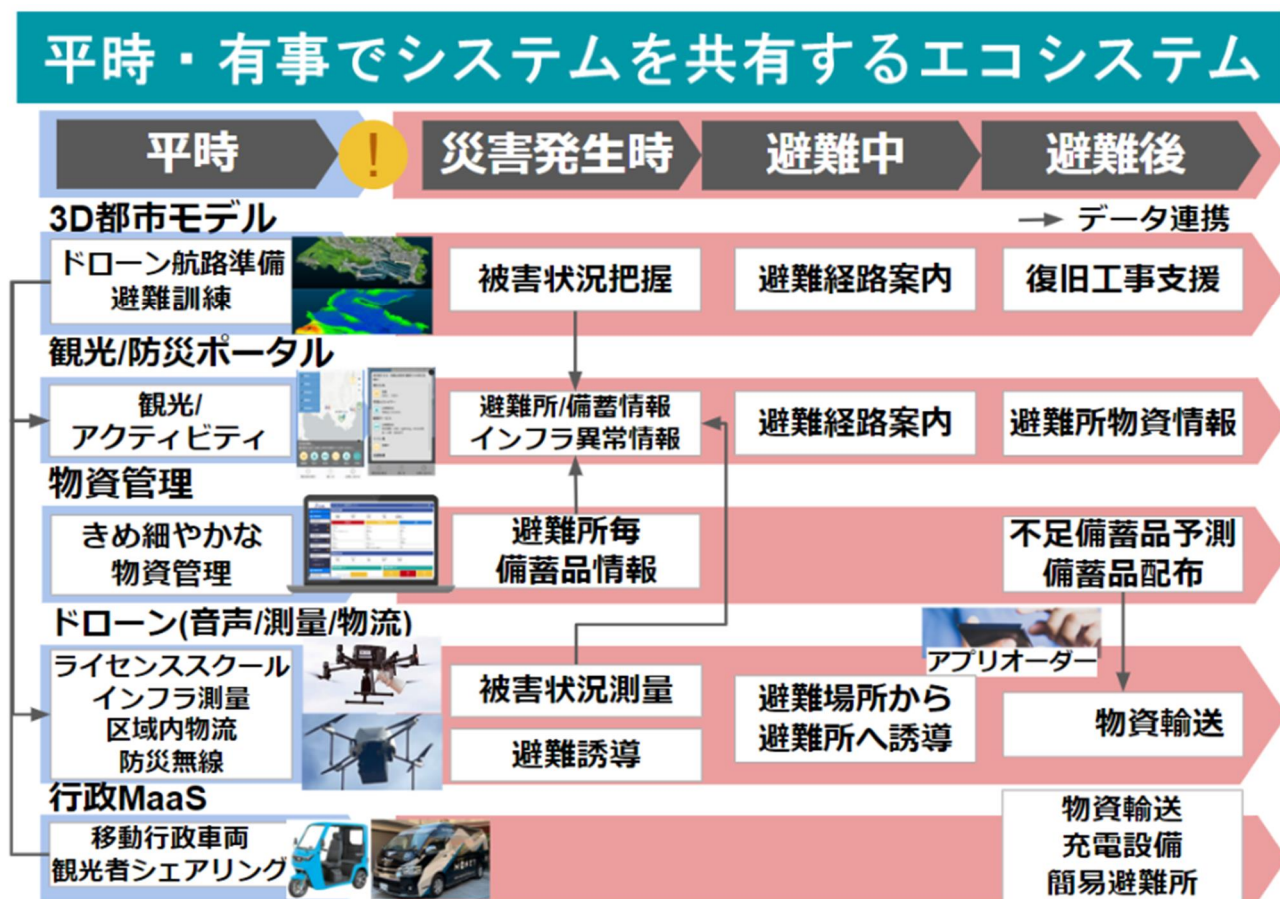 平時・有事でシステムを共有するエコシステム
平時
!
災害発生時
避難中
避難後
3D都市モデル
データ連携
ドローン航路準備
避難訓練
被害状況把握
避難経路案内
復旧工事支援
観光/防災ポータル
観光/
アクティビティ
避難所/備蓄情報
インフラ異常情報
避難経路案内
避難所物資情報
物資管理
きめ細やかな
物資管理
避難所毎
備蓄品情報
不足備蓄品予測
備蓄品配布
ドローン(音声/測量/物流)
ライセンススクール
インフラ測量
区域内物流
防災無線
被害状況測量
避難誘導
避難場所から
避難所へ誘導
アプリオーダー
物資輸送
行政MaaS
移動行政車両
観光者シェアリング
物資輸送
充電設備
簡易避難所